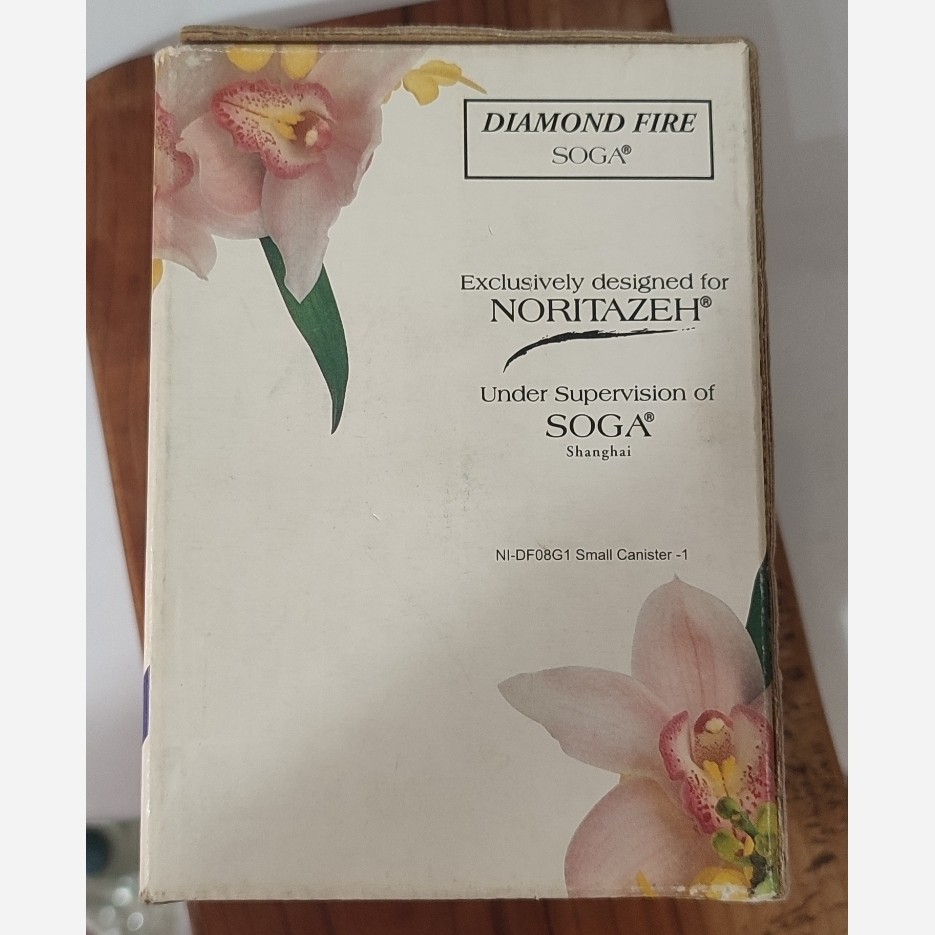 DIAMOND FIRE
SOGA®
Exclusively designed for
NORITAZEH®
Under Supervision of
SOGA®
Shanghai
NI-DF08G1 Small Canister -1